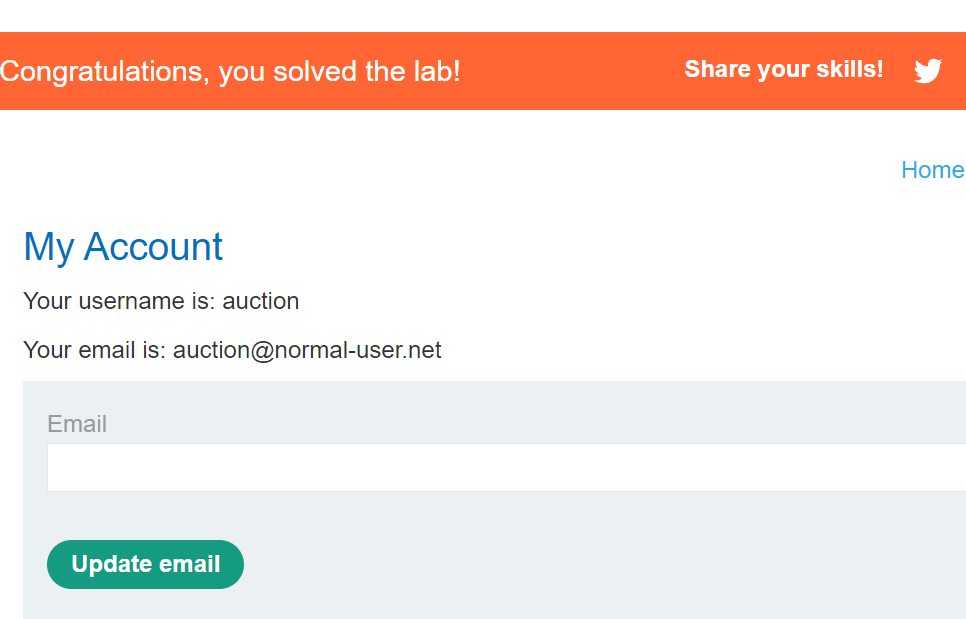 Congratulations, you solved the lab!
Share your skills!
Home
My Account
Your username is: auction
Your email is: auction@normal-user.net
Email
Update email